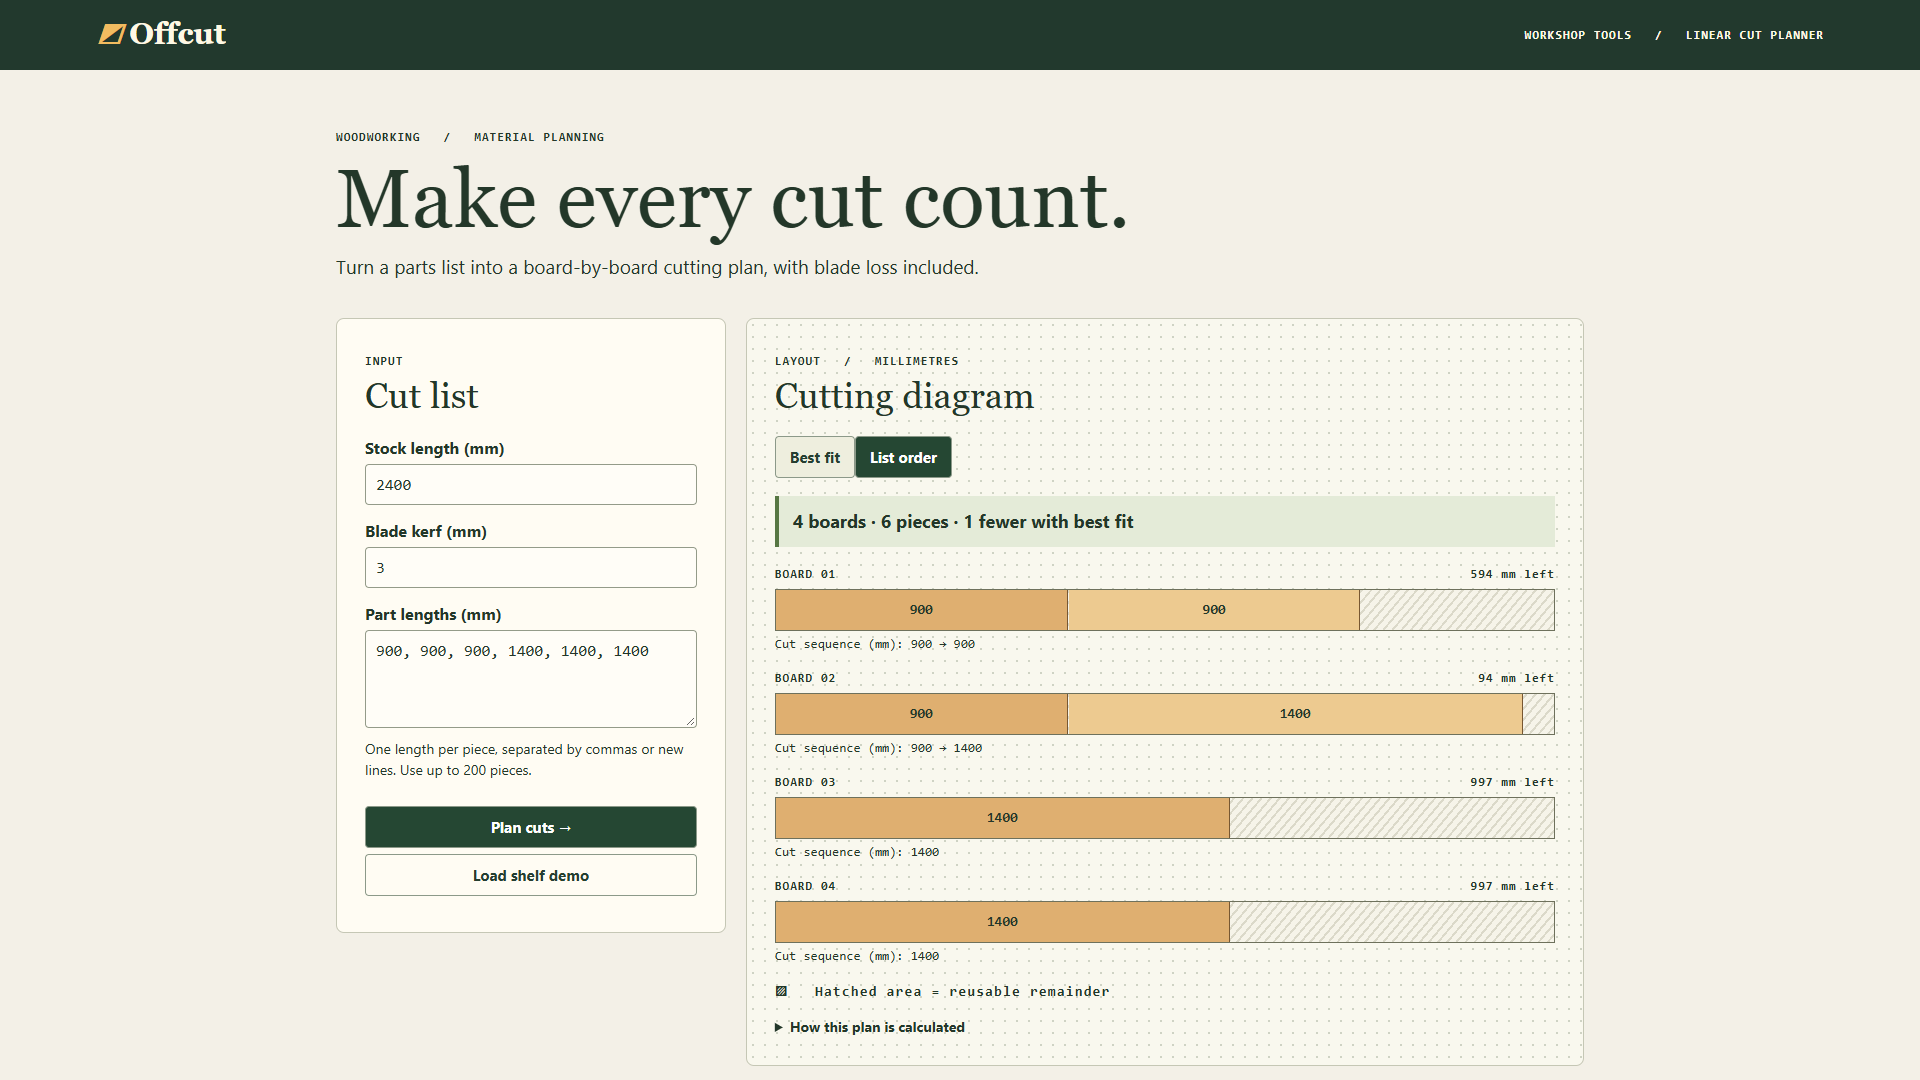 Offcut
WORKSHOP TOOLS / LINEAR CUT PLANNER
WOODWORKING / MATERIAL PLANNING
Make every cut count.
Turn a parts list into a board-by-board cutting plan, with blade loss included.
INPUT
Cut list
Stock length (mm)
2400
Blade kerf (mm)
3
Part lengths (mm)
900, 900, 900, 1400, 1400, 1400
One length per piece, separated by commas or new
lines. Use up to 200 pieces.
Plan cuts →
Load shelf demo
LAYOUT / MILLIMETRES
Cutting diagram
Best fit List order
4 boards · 6 pieces · 1 fewer with best fit
BOARD 01 594 mm left
900 900
Cut sequence (mm): 900 → 900
BOARD 02 94 mm left
900 1400
Cut sequence (mm): 900 → 1400
BOARD 03 997 mm left
1400
Cut sequence (mm): 1400
BOARD 04 997 mm left
1400
Cut sequence (mm): 1400
Hatched area = reusable remainder
How this plan is calculated